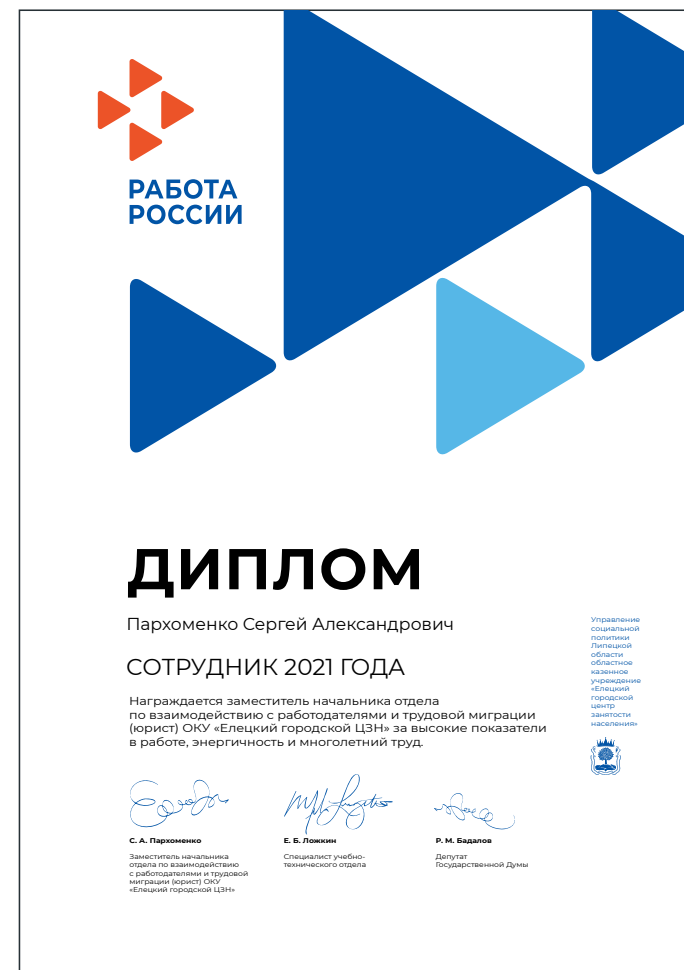 РАБОТА
РОССИИ
ДИПЛОМ
Пархоменко Сергей Александрович
СОТРУДНИК 2021 ГОДА
Награждается заместитель начальника отдела
по взаимодействию с работодателями и трудовой миграции
(юрист) ОКУ «Елецкий городской ЦЗН» за высокие показатели
в работе, энергичность и многолетний труд.
Управление
социальной
политики
Липецкой
области
областное
казенное
учреждение
«Елецкий
городской
центр
занятости
населения»
С. А. Пархоменко
Заместитель начальника
отдела по взаимодействию
с работодателями и трудовой
миграции (юрист) ОКУ
«Елецкий городской ЦЗН»
Е. Б. Ложкин
Специалист учебно-
технического отдела
Р. М. Бадалов
Депутат
Государственной Думы